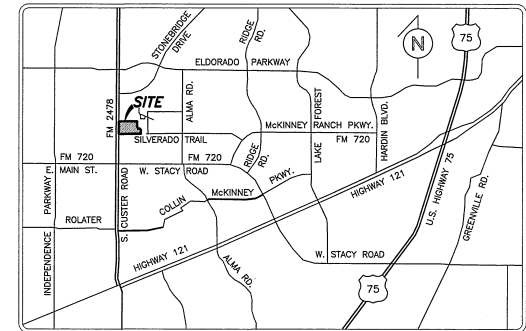 STONEBRIDGE
DRIVE
RIDGE
RD.
75
N
ELDORADO PARKWAY
FM 2478
SITE
ALMA RD.
LAKE FOREST
HARDIN BLVD.
McKINNEY RANCH PKWY.
SILVERADO TRAIL
FM 720
FM 720
FM 720
E. MAIN ST.
W. STACY ROAD
RIDGE
RD.
PARKWAY
INDEPENDENCE
S. CUSTER ROAD
COLLIN McKINNEY PKWY.
HIGHWAY 121
U.S. HIGHWAY 75
GREENVILLE RD.
ROLATER
HIGHWAY 121
ALMA RD.
W. STACY ROAD
75